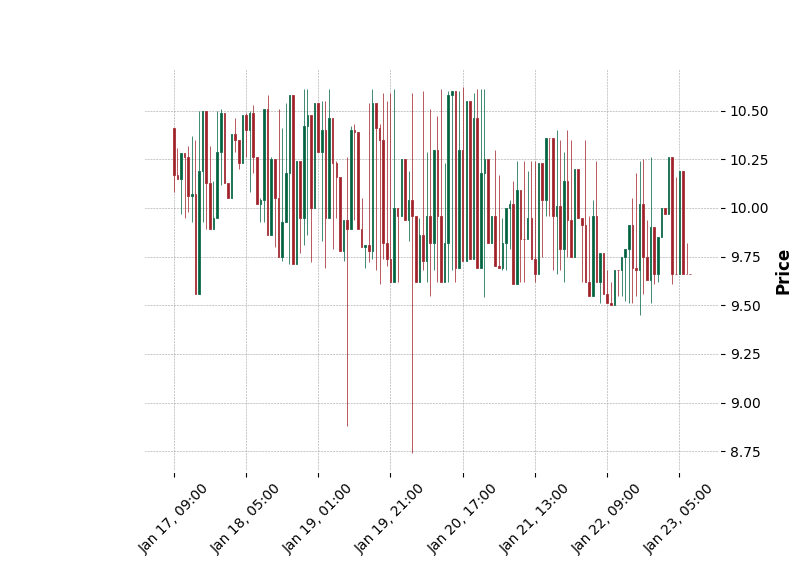 10.50
10.25
10.00
9.75
9.50
9.25
9.00
8.75
Price
Jan 17, 09:00
Jan 18, 05:00
Jan 19, 01:00
Jan 19, 21:00
Jan 20, 17:00
Jan 21, 13:00
Jan 22, 09:00
Jan 23, 05:00